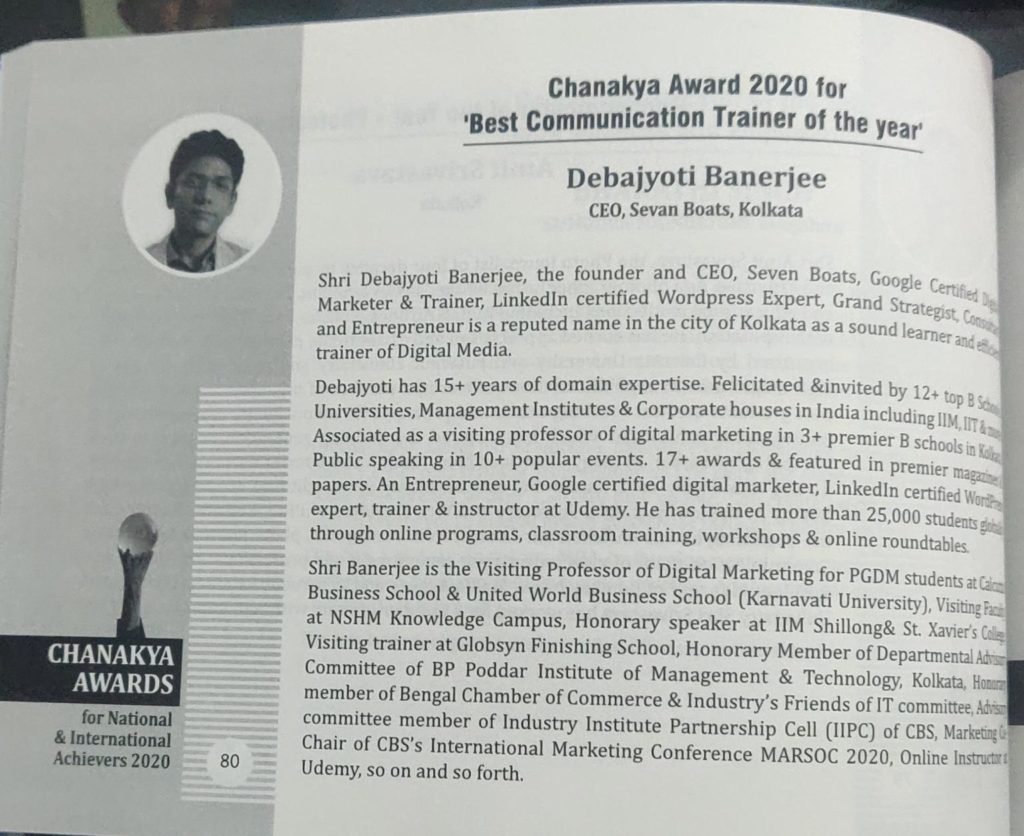 Chanakya Award 2020 for
'Best Communication Trainer of the year'
Debajyoti Banerjee
CEO, Sevan Boats, Kolkata
Shri Debajyoti Banerjee, the founder and CEO, Seven Boats, Google Certified
Marketer & Trainer, LinkedIn certified Wordpress Expert, Grand Strategist,
and Entrepreneur is a reputed name in the city of Kolkata as a sound learner and
trainer of Digital Media.
Debajyoti has 15+ years of domain expertise. Felicitated &invited by 12+ top B
Universities, Management Institutes & Corporate houses in India including IIM, IIT &
Associated as a visiting professor of digital marketing in 3+ premier B schools in
Public speaking in 10+ popular events. 17+ awards & featured in premier
papers. An Entrepreneur, Google certified digital marketer, LinkedIn certified
expert, trainer & instructor at Udemy. He has trained more than 25,000 students
through online programs, classroom training, workshops & online roundtables.
Shri Banerjee is the Visiting Professor of Digital Marketing for PGDM students at
Business School & United World Business School (Karnavati University), Visiting
at NSHM Knowledge Campus, Honorary speaker at IIM Shillong& St. Xavier's
Visiting trainer at Globsyn Finishing School, Honorary Member of Departmental
Committee of BP Poddar Institute of Management & Technology, Kolkata,
member of Bengal Chamber of Commerce & Industry's Friends of IT committee,
committee member of Industry Institute Partnership Cell (IIPC) of CBS, Marketing
Chair of CBS's International Marketing Conference MARSOC 2020, Online Instructor
Udemy, so on and so forth.
CHANAKYA
AWARDS
for National
& International
Achievers 2020
80